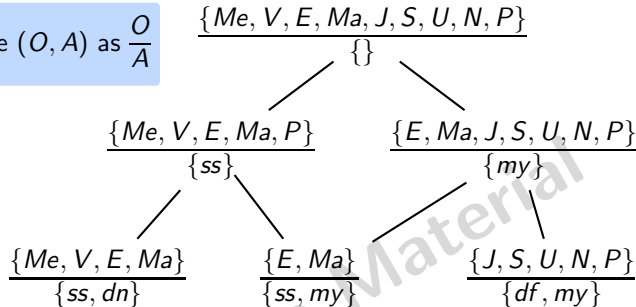 {Me, V, E, Ma, J, S, U, N, P}
{}
e (O, A) as O/A
{Me, V, E, Ma, P}
{ss}
{E, Ma, J, S, U, N, P}
{my}
{Me, V, E, Ma}
{ss, dn}
{E, Ma}
{ss, my}
{J, S, U, N, P}
{df, my}
Material